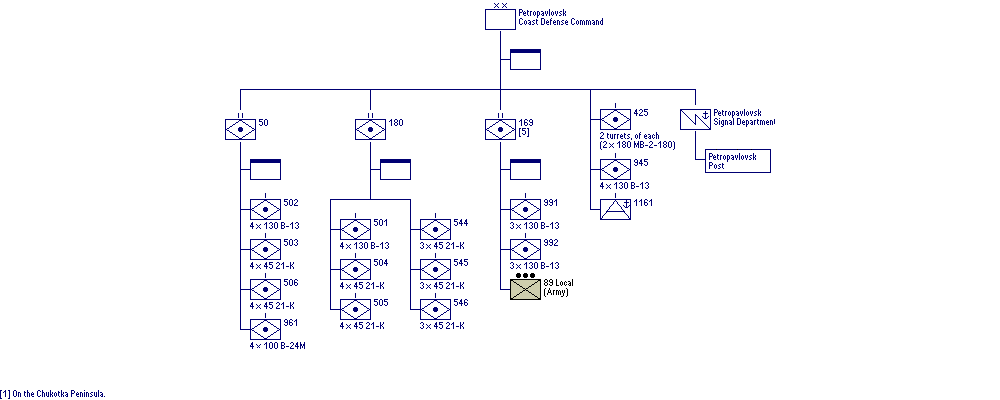 Petropavlovsk
Coast Defense Command
50
180
169
[5]
425
2 turrets, of each
(2× 180 MB-2-180)
945
4× 130 B-13
1161
Petropavlovsk
Signal Department
Petropavlovsk
Post
502
4× 130 B-13
503
4× 45 21-K
506
4× 45 21-K
961
4× 100 B-24M
501
4× 130 B-13
504
4× 45 21-K
505
4× 45 21-K
544
3× 45 21-K
545
3× 45 21-K
546
3× 45 21-K
991
3× 130 B-13
992
3× 130 B-13
89 Local
(Army)
[1] On the Chukotka Peninsula.